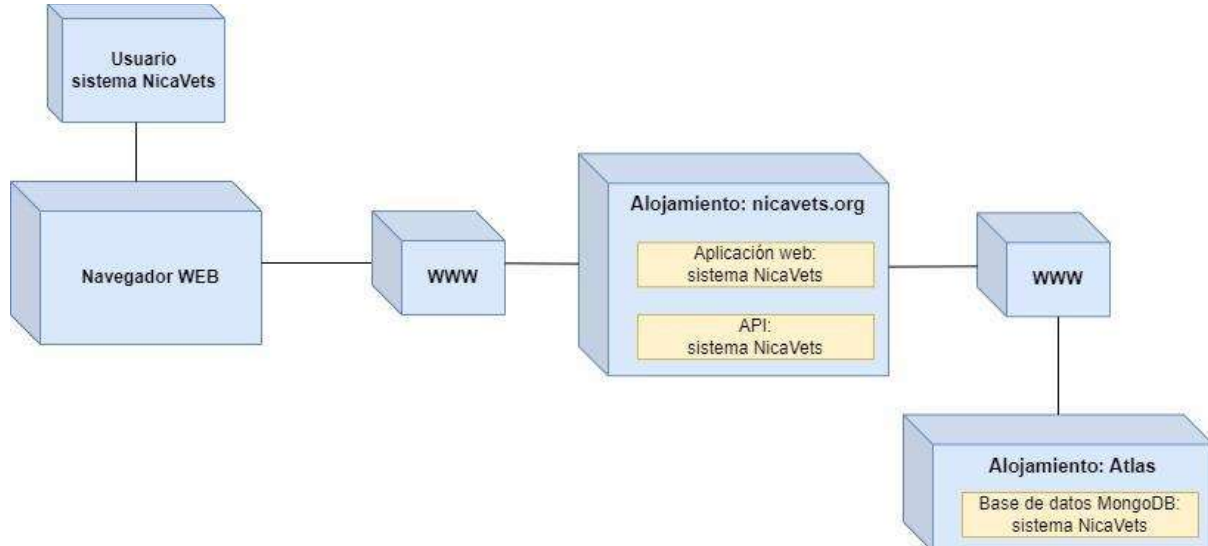 Usuario
sistema NicaVets
Navegador WEB
WWW
Alojamiento: nicavets.org
Aplicación web:
sistema NicaVets
API:
sistema NicaVets
WWW
Alojamiento: Atlas
Base de datos MongoDB:
sistema NicaVets